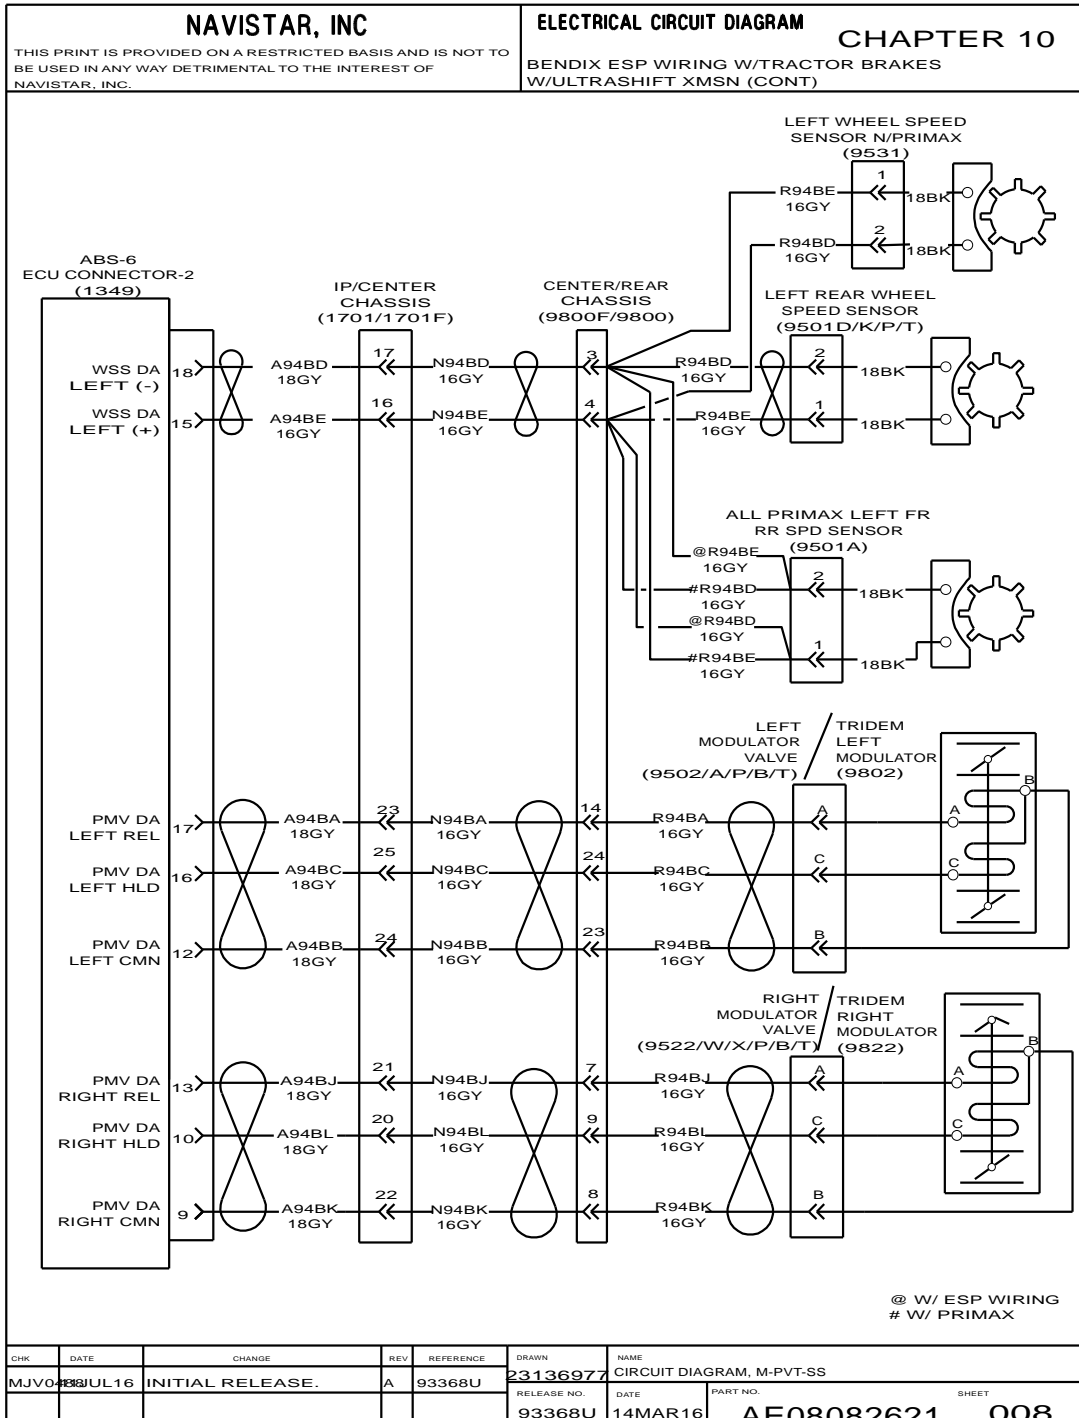 NAVISTAR, INC
THIS PRINT IS PROVIDED ON A RESTRICTED BASIS AND IS NOT TO
BE USED IN ANY WAY DETRIMENTAL TO THE INTEREST OF
NAVISTAR, INC.
ELECTRICAL CIRCUIT DIAGRAM
CHAPTER 10
BENDIX ESP WIRING W/TRACTOR BRAKES
W/ULTRASHIFT XMSN (CONT)
LEFT WHEEL SPEED
SENSOR N/PRIMAX
(9531)
R94BE
16GY
1
18BK
R94BD
16GY
2
18BK
ABS-6
ECU CONNECTOR-2
(1349)
IP/CENTER
CHASSIS
(1701/1701F)
CENTER/REAR
CHASSIS
(9800F/9800)
LEFT REAR WHEEL
SPEED SENSOR
(9501D/K/P/T)
WSS DA
LEFT (-)
18
A94BD
18GY
17
N94BD
16GY
3
R94BD
16GY
2
18BK
WSS DA
LEFT (+)
15
A94BE
16GY
16
N94BE
16GY
4
R94BE
16GY
1
18BK
ALL PRIMAX LEFT FR
RR SPD SENSOR
(9501A)
@R94BE
16GY
#R94BD
16GY
2
18BK
@R94BD
16GY
#R94BE
16GY
1
18BK
LEFT
MODULATOR
VALVE
(9502/A/P/B/T)
TRIDEM
LEFT
MODULATOR
(9802)
PMV DA
LEFT REL
17
A94BA
18GY
23
N94BA
16GY
14
R94BA
16GY
A
A
B
PMV DA
LEFT HLD
16
A94BC
18GY
25
N94BC
16GY
24
R94BC
16GY
C
C
PMV DA
LEFT CMN
12
A94BB
18GY
24
N94BB
16GY
23
R94BB
16GY
B
RIGHT
MODULATOR
VALVE
(9522/W/X/P/B/T)
TRIDEM
RIGHT
MODULATOR
(9822)
PMV DA
RIGHT REL
13
A94BJ
18GY
21
N94BJ
16GY
7
R94BJ
16GY
A
A
B
PMV DA
RIGHT HLD
10
A94BL
18GY
20
N94BL
16GY
9
R94BL
16GY
C
C
PMV DA
RIGHT CMN
9
A94BK
18GY
22
N94BK
16GY
8
R94BK
16GY
B
@ W/ ESP WIRING
# W/ PRIMAX
CHK DATE CHANGE REV REFERENCE DRAWN NAME
INITIAL RELEASE. A 93368U 23136977 CIRCUIT DIAGRAM, M-PVT-SS
RELEASE NO. DATE PART NO. SHEET
93368U 14MAR16 AE08082621 008